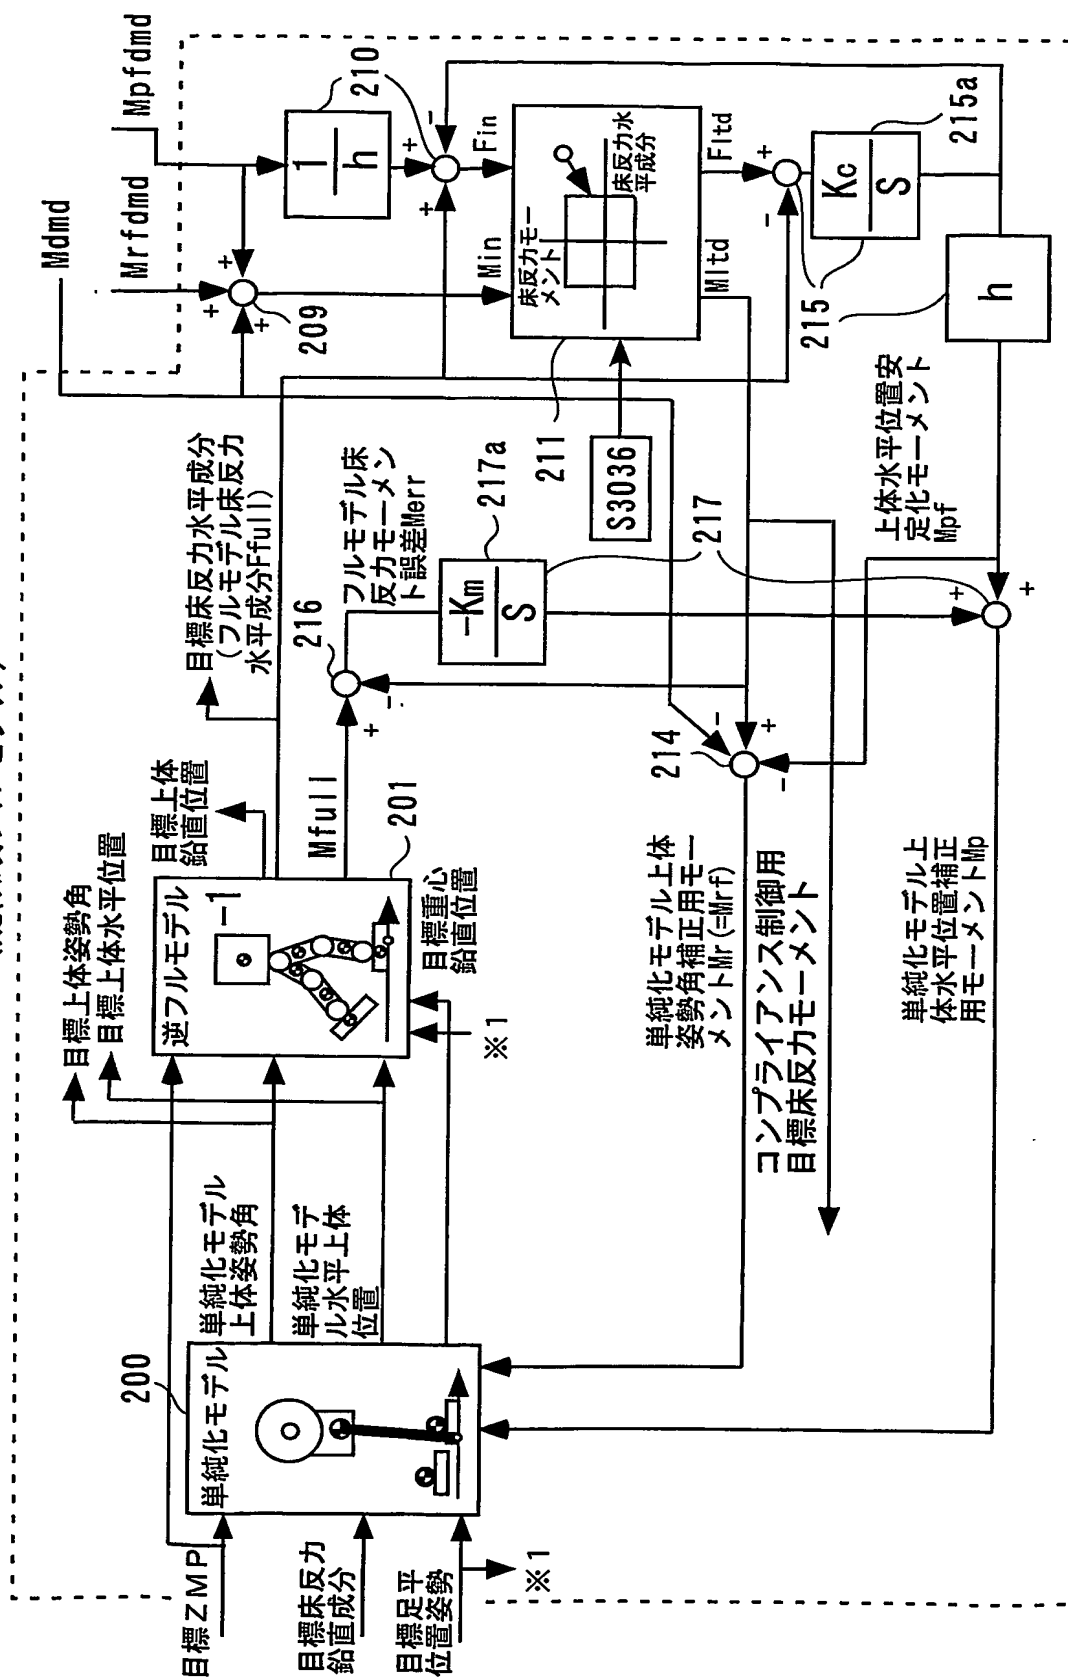 Mdmd
Mrfdmd
Mpfdmd
209
210
1
h
Min
Fin
床反力モー
メント
床反力水
平成分
Mltd
Fltd
211
S3036
215
215a
Kc
S
h
上体水平位置安
定化モーメント
Mpf
目標床反力水平成分
(フルモデル床反力
水平成分Ffull)
フルモデル床
反力モーメン
ト誤差Merr
216
217a
-Km
S
217
214
Mfull
目標上体
鉛直位置
目標上体姿勢角
目標上体水平位置
逆フルモデル
-1
201
目標重心
鉛直位置
※1
単純化モデル上体
姿勢角補正用モー
メントMr(=Mrf)
コンプライアンス制御用
目標床反力モーメント
単純化モデル上
体水平位置補正
用モーメントMp
単純化モデル
上体姿勢角
単純化モデ
ル水平上体
位置
200
単純化モデル
目標ZMP
目標床反力
鉛直成分
目標足平
位置姿勢
※1